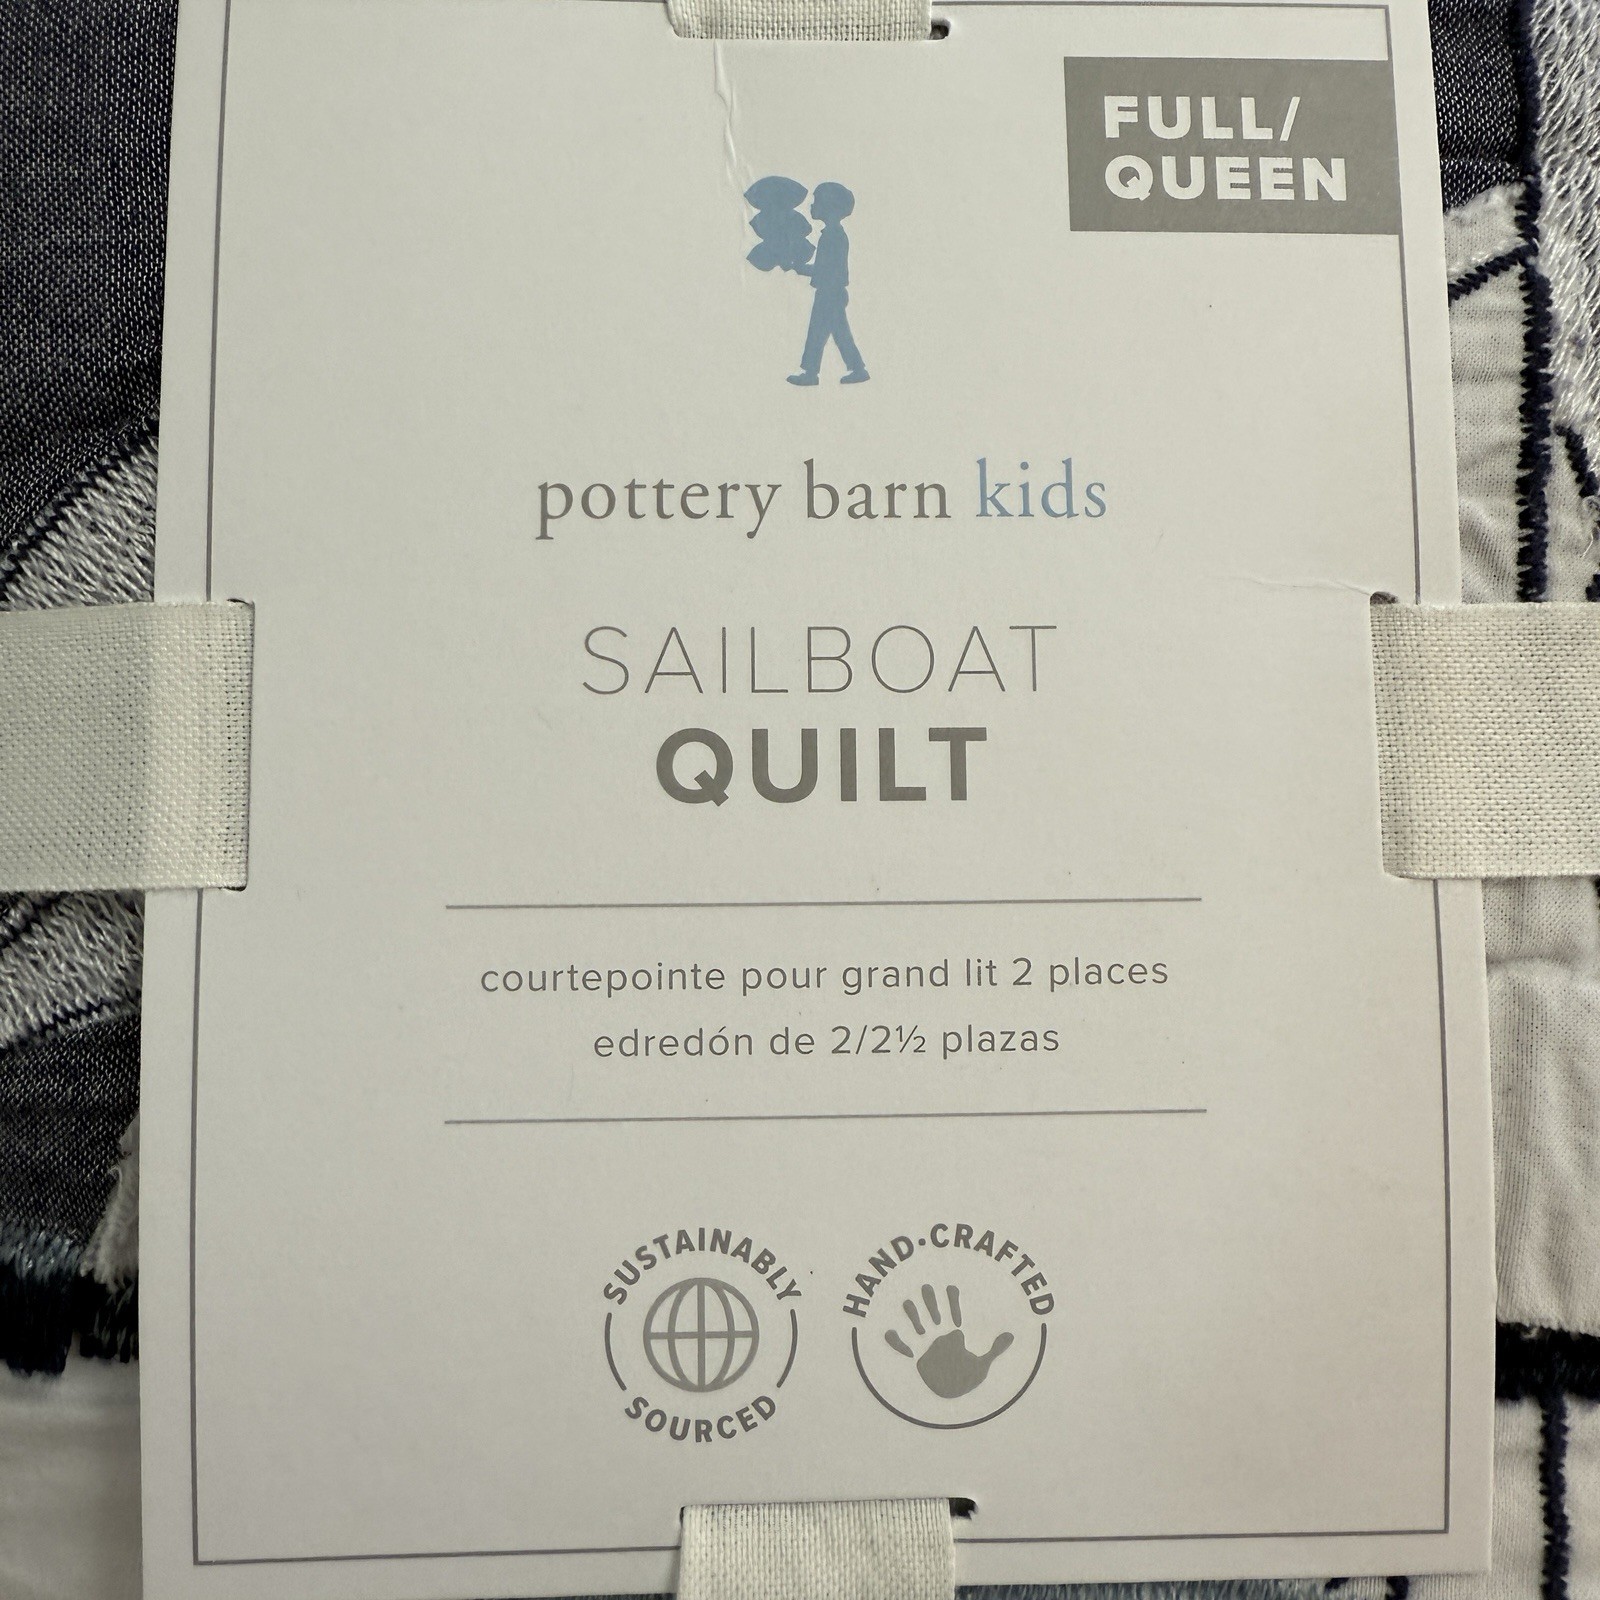 FULL/
QUEEN
pottery barn kids
SAILBOAT
QUILT
courtepointe pour grand lit 2 places
edredón de 2/2½ plazas
SUSTAINABLY
SOURCED
HAND·CRAFTED